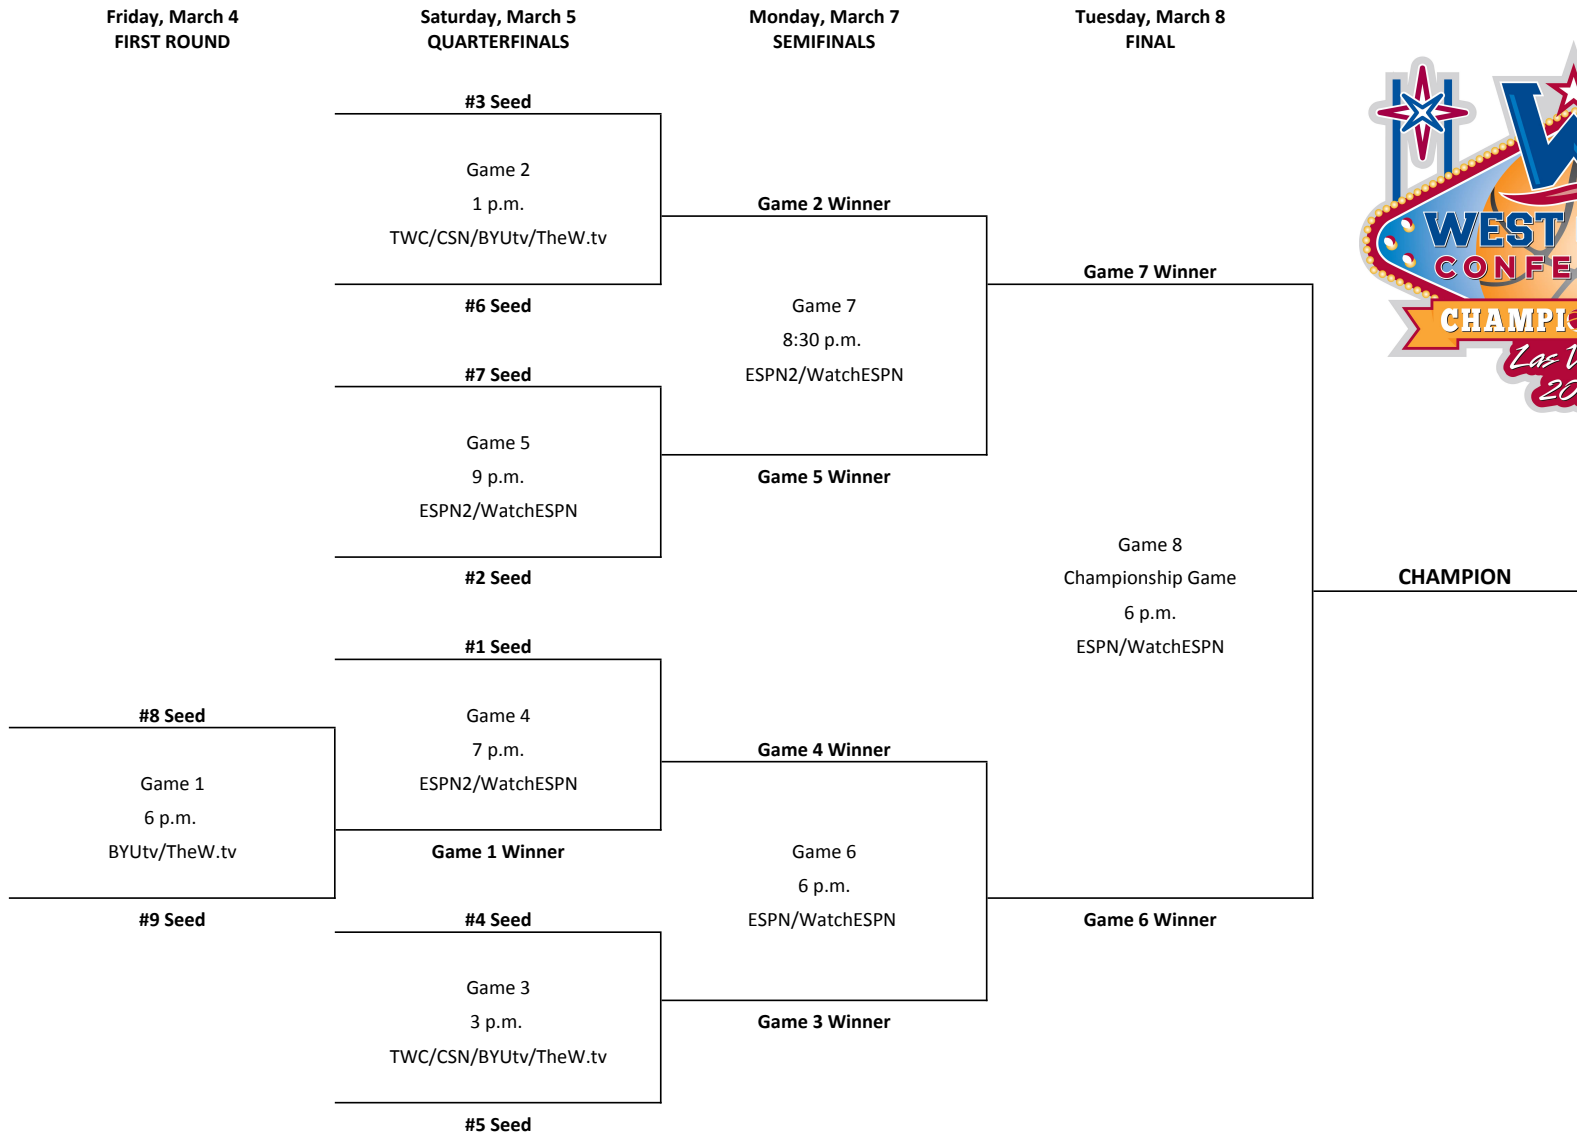 Friday, March 4
FIRST ROUND
Saturday, March 5
QUARTERFINALS
Monday, March 7
SEMIFINALS
Tuesday, March 8
FINAL
#3 Seed
Game 2
1 p.m.
TWC/CSN/BYUtv/TheW.tv
#6 Seed
#7 Seed
Game 5
9 p.m.
ESPN2/WatchESPN
#2 Seed
#1 Seed
Game 4
7 p.m.
ESPN2/WatchESPN
Game 1 Winner
#8 Seed
Game 1
6 p.m.
BYUtv/TheW.tv
#9 Seed
#4 Seed
Game 3
3 p.m.
TWC/CSN/BYUtv/TheW.tv
#5 Seed
Game 2 Winner
Game 7
8:30 p.m.
ESPN2/WatchESPN
Game 5 Winner
Game 4 Winner
Game 6
6 p.m.
ESPN/WatchESPN
Game 3 Winner
Game 7 Winner
Game 8
Championship Game
6 p.m.
ESPN/WatchESPN
Game 6 Winner
CHAMPION
W
WEST
CONFE
CHAMPI
Las V
20